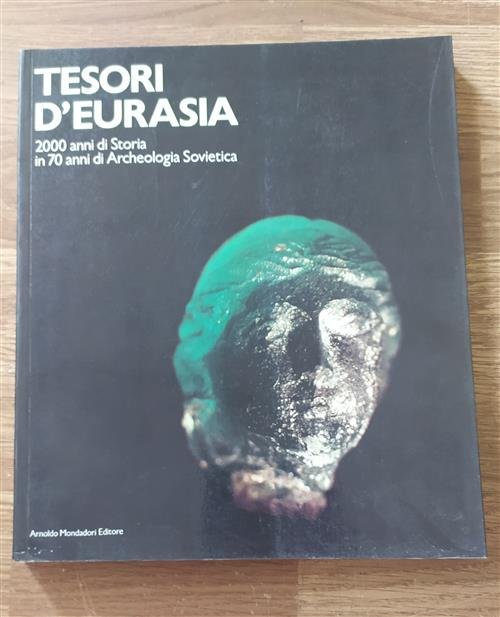 TESORI
D'EURASIA
2000 anni di Storia
in 70 anni di Archeologia Sovietica
Arnoldo Mondadori Editore